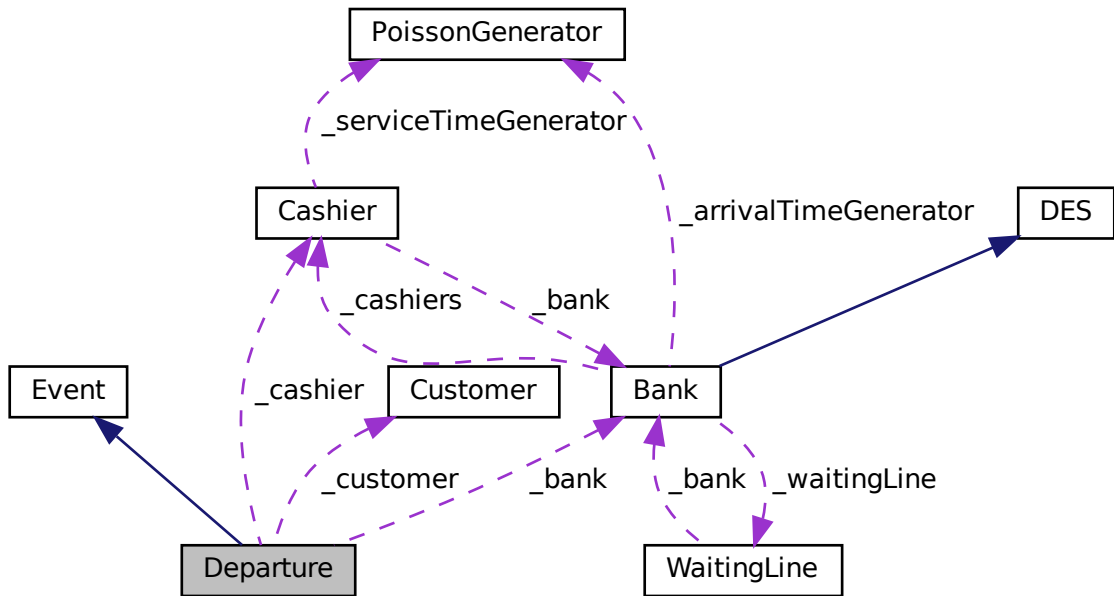 PoissonGenerator
_serviceTimeGenerator
Cashier
_arrivalTimeGenerator
DES
_cashiers
_bank
Event
_cashier
Customer
Bank
_customer
_bank
_bank
_waitingLine
Departure
WaitingLine